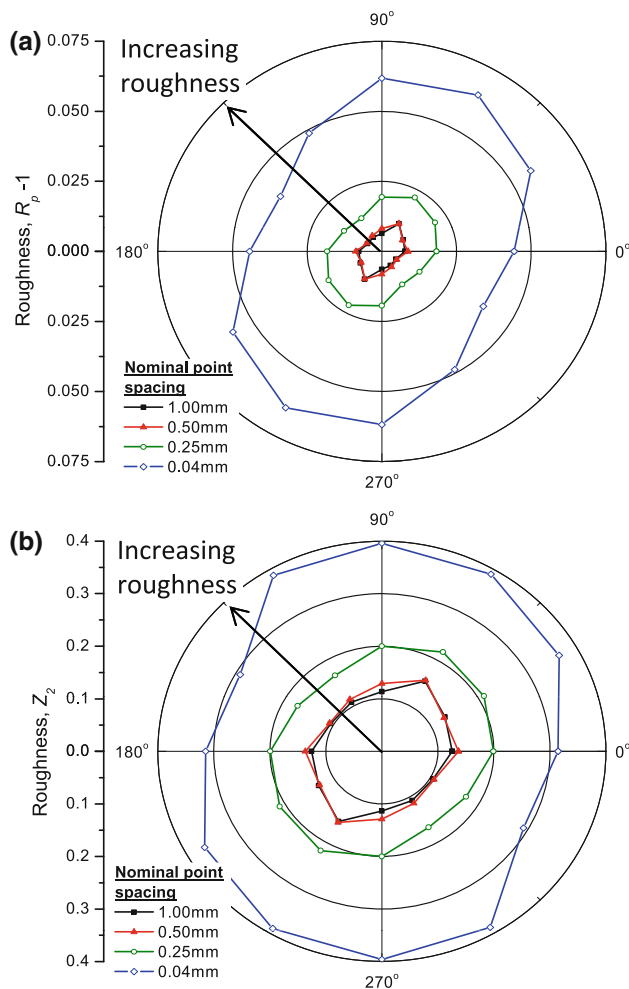 (a)
90°
0.075
Increasing
roughness
0.050
0.025
0.000
180°
0°
Roughness, Rₚ -1
0.025
Nominal point
spacing
1.00mm
0.050
0.50mm
0.25mm
0.04mm
0.075
270°
(b)
90°
0.4
Increasing
roughness
0.3
0.2
0.1
0.0
180°
0°
Roughness, Z₂
0.1
0.2
Nominal point
spacing
0.3
1.00mm
0.50mm
0.25mm
0.04mm
0.4
270°